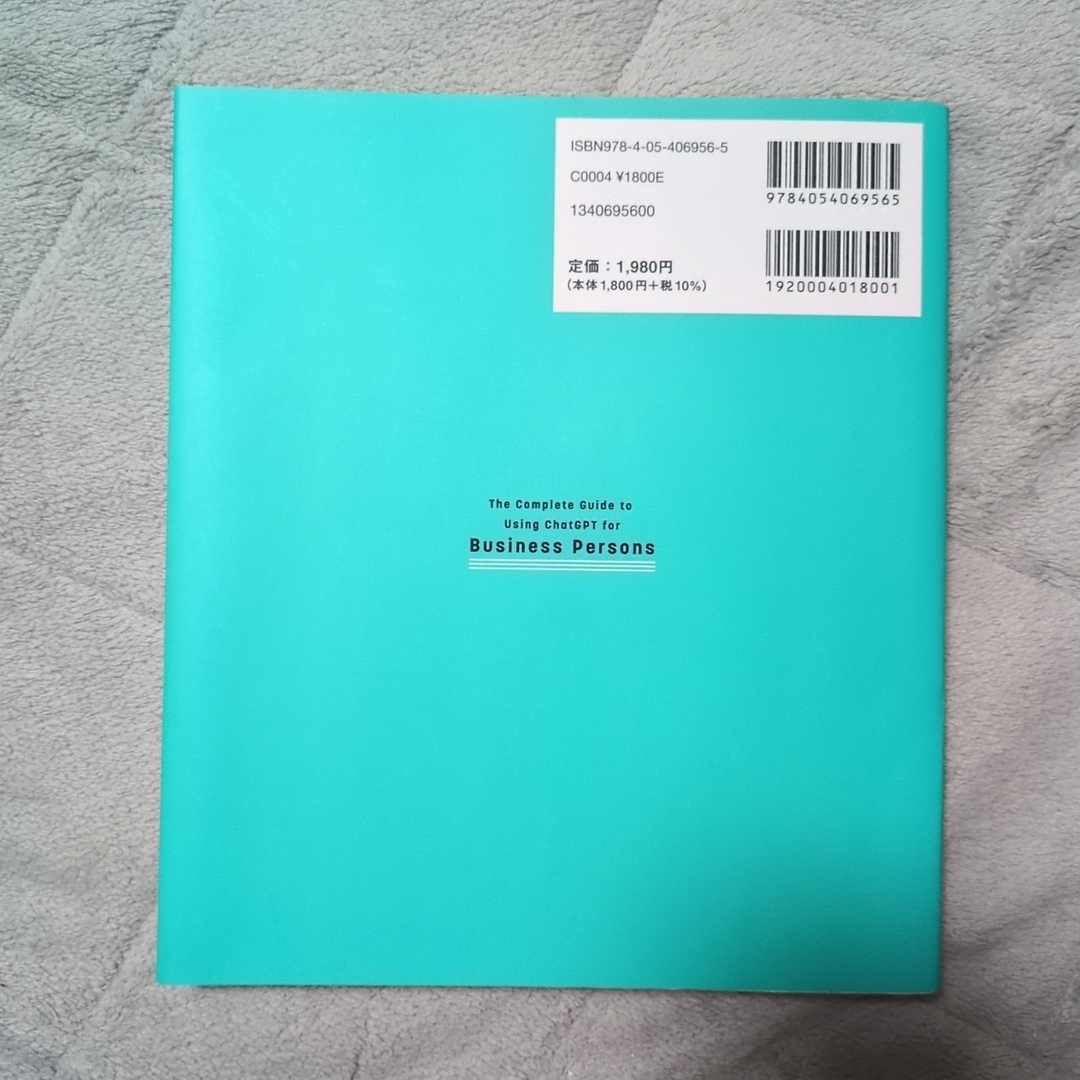 ISBN978-4-05-406956-5
C0004 ¥1800E
1340695600
定価：1,980円
（本体1,800円＋税10%）
9784054069565
1920004018001
The Complete Guide to
Using ChatGPT for
Business Persons